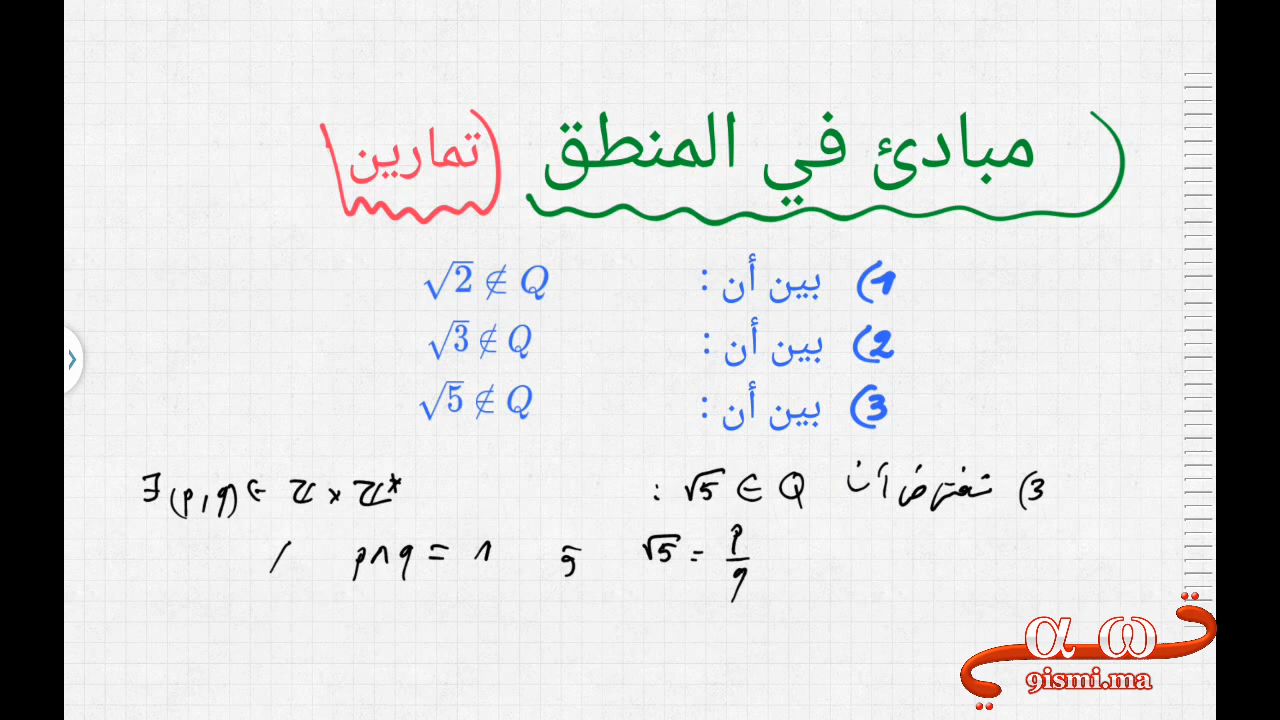 مبادئ في المنطق (تمارين)
1) بين أن : √2 ∉ Q
2) بين أن : √3 ∉ Q
3) بين أن : √5 ∉ Q
3) نفترض أن √5 ∈ Q : ∃(p,q) ∈ ℤ × ℤ*
√5 = p/q و p∧q = 1 /
α ω
9ismi.ma